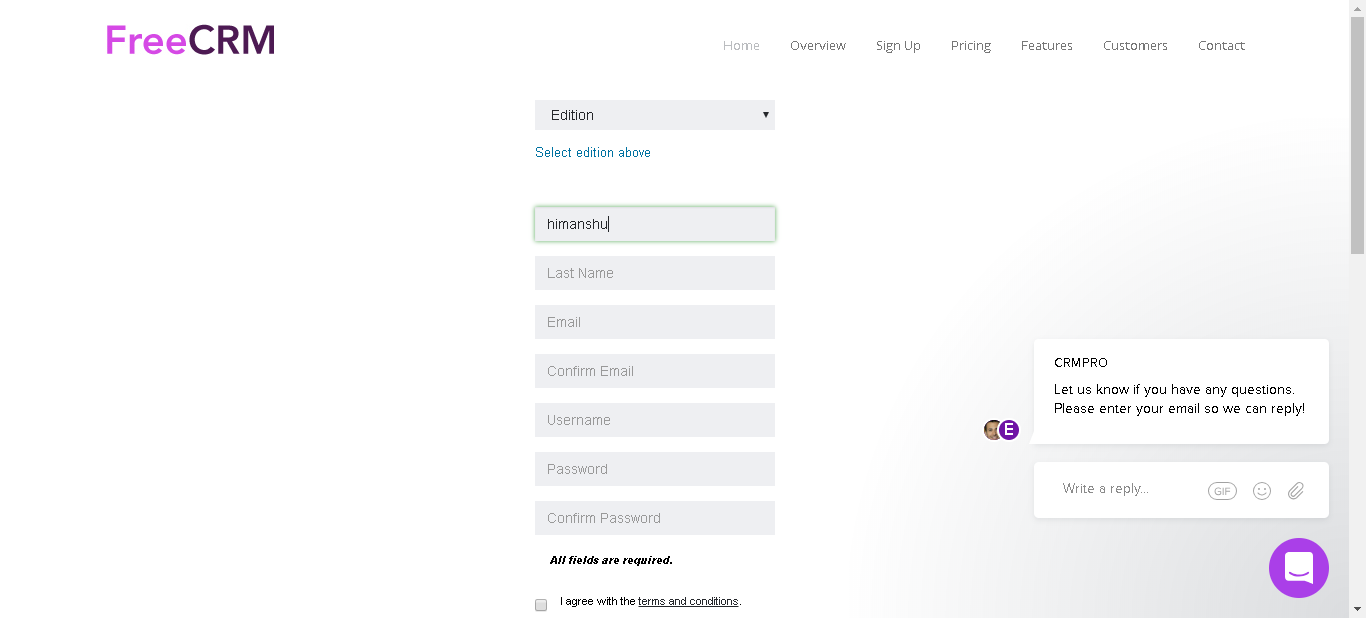 FreeCRM
Home Overview Sign Up Pricing Features Customers Contact
Edition
Select edition above
himanshu
Last Name
Email
Confirm Email
Username
Password
Confirm Password
All fields are required.
I agree with the terms and conditions.
CRMPRO
Let us know if you have any questions.
Please enter your email so we can reply!
E
Write a reply...
GIF